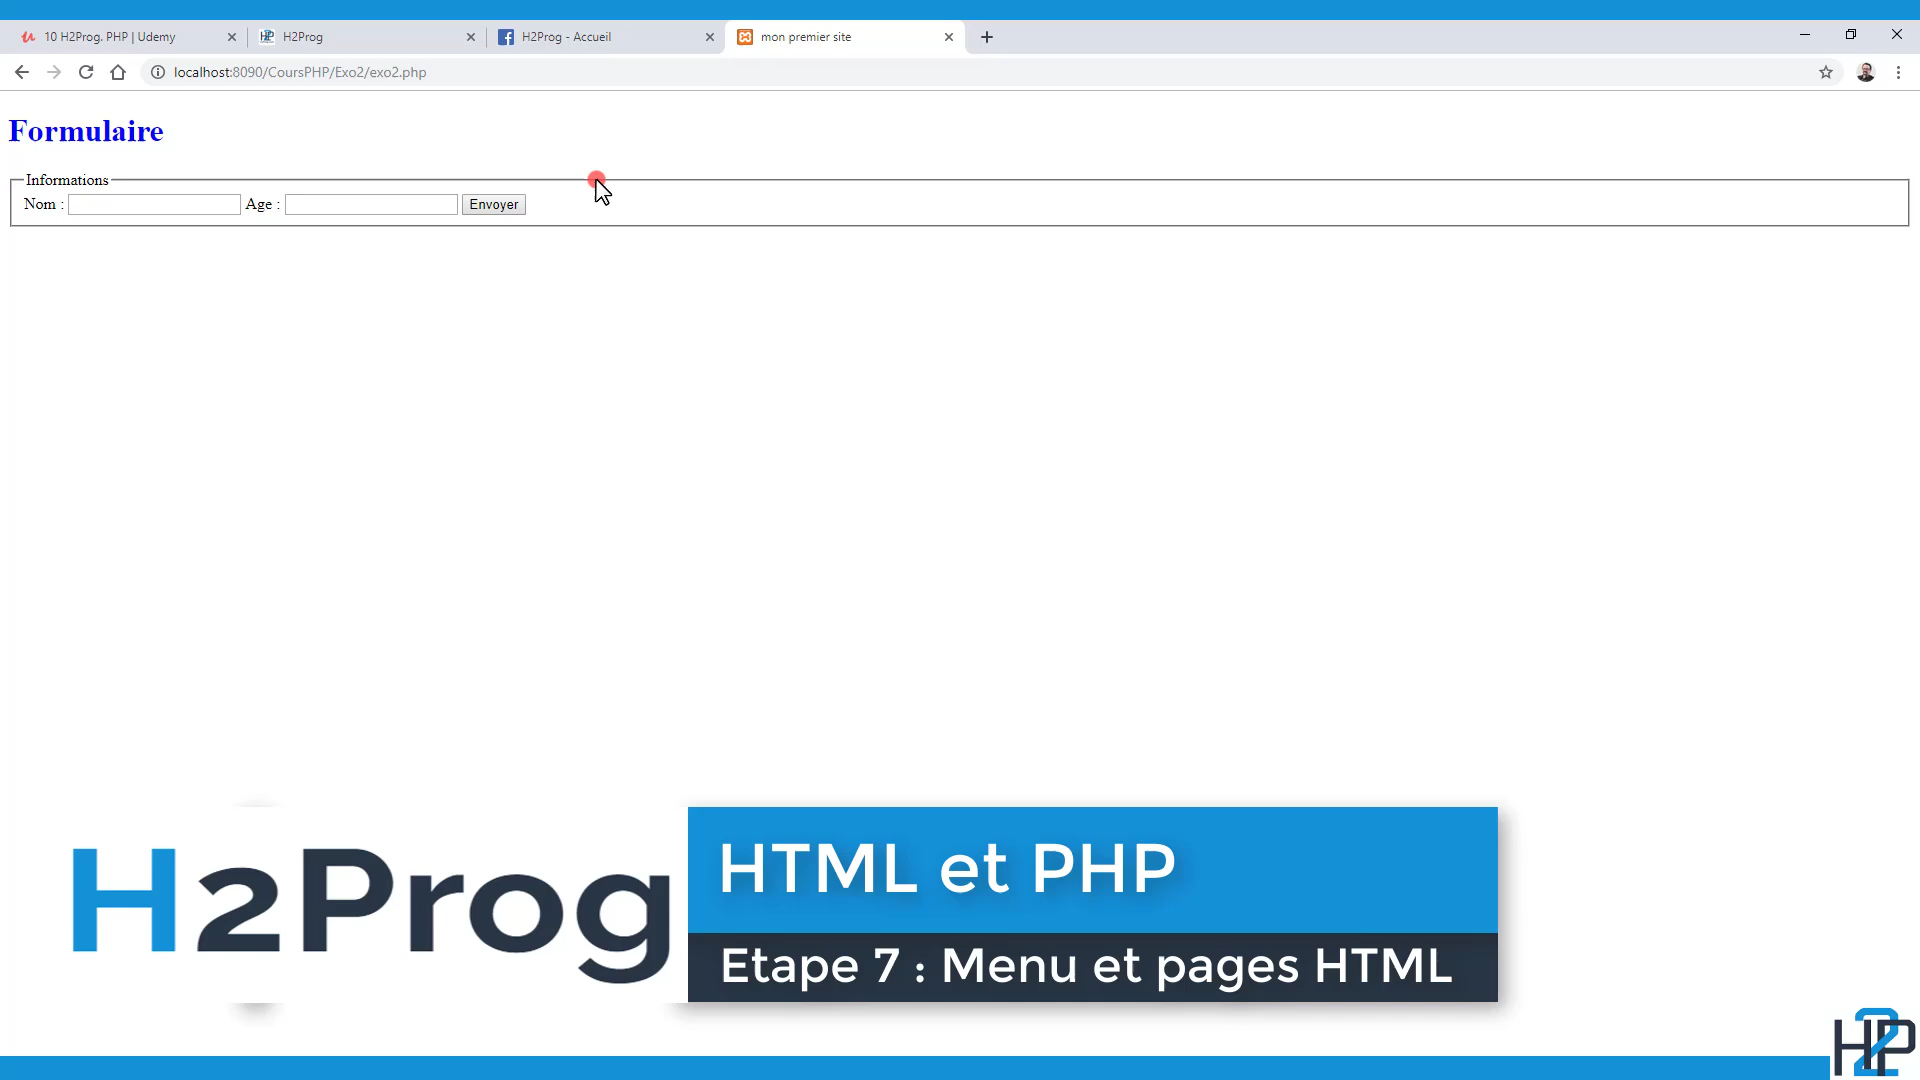 10 H2Prog. PHP | Udemy
H2Prog
H2Prog - Accueil
mon premier site
localhost:8090/CoursPHP/Exo2/exo2.php
Formulaire
Informations
Nom :
Age :
Envoyer
H2Prog
HTML et PHP
Etape 7 : Menu et pages HTML
H2P